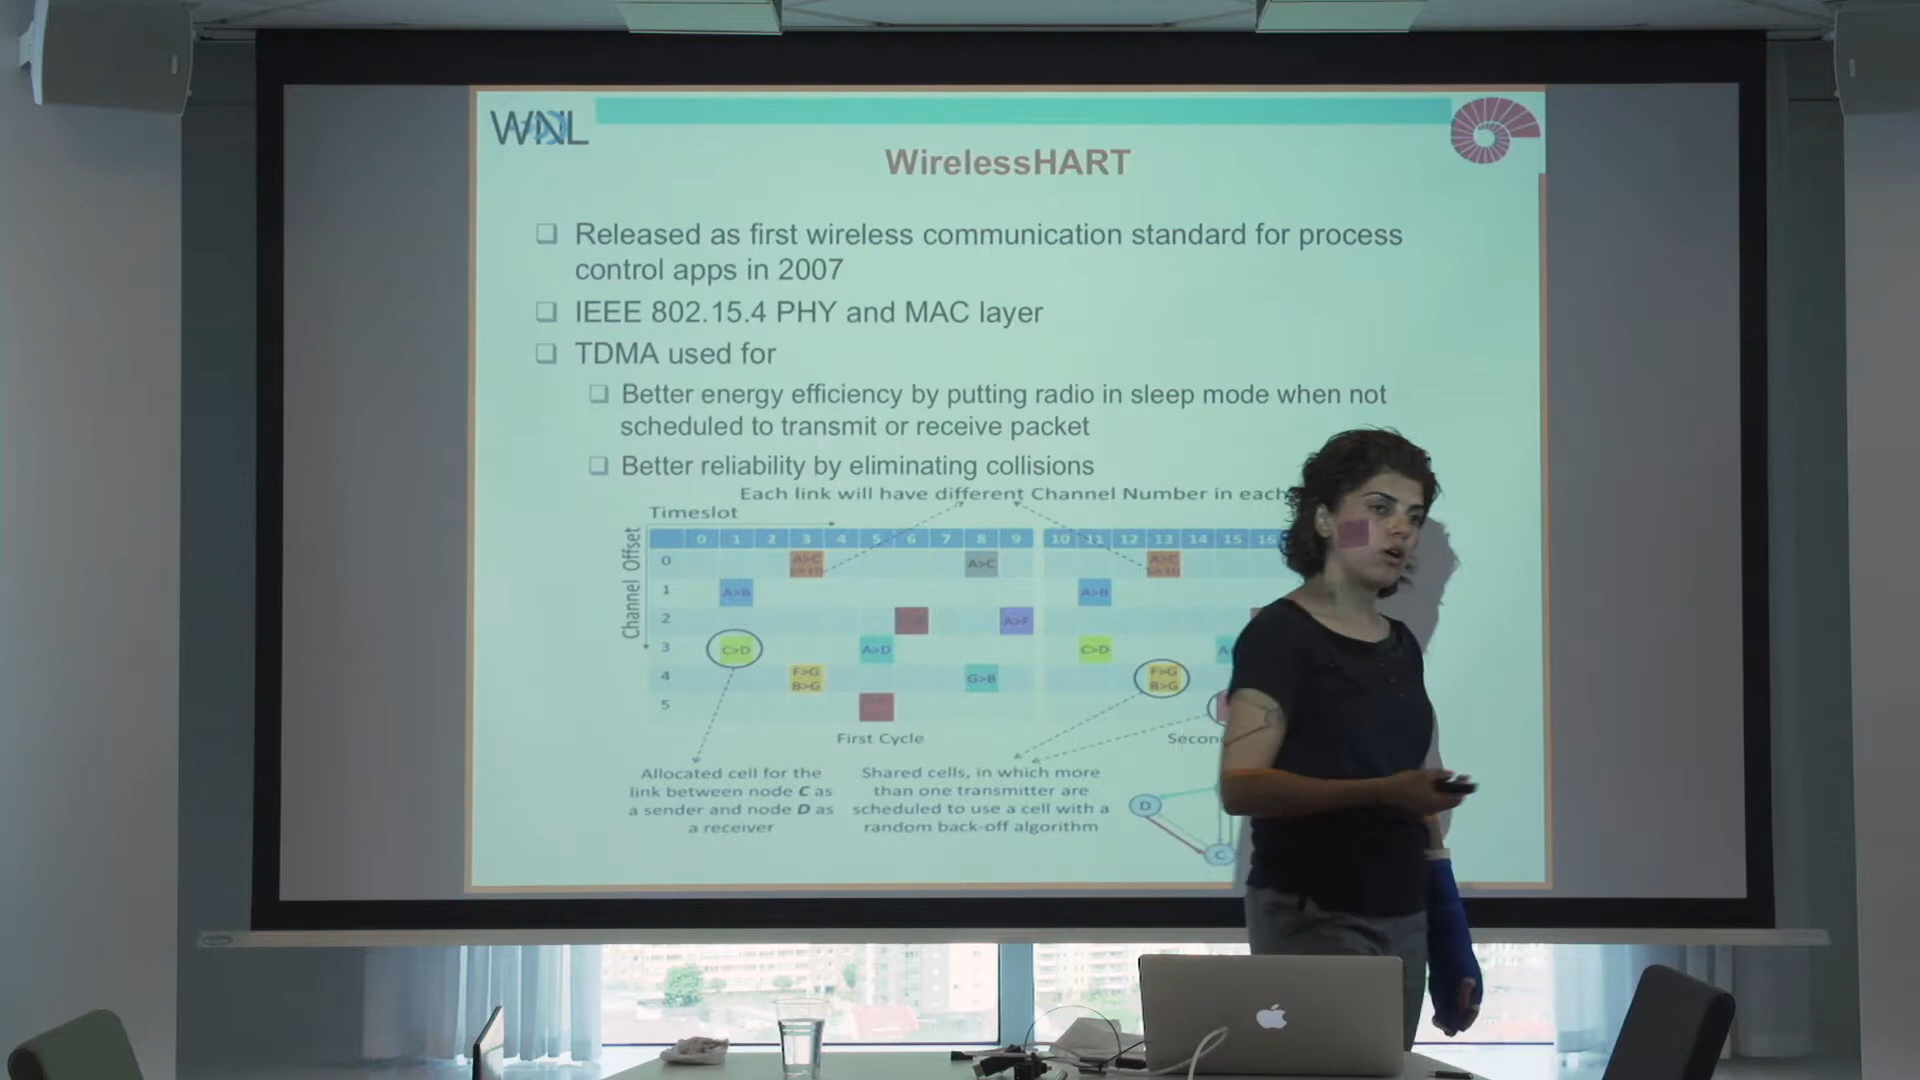 WNL
WirelessHART
Released as first wireless communication standard for process
control apps in 2007
IEEE 802.15.4 PHY and MAC layer
TDMA used for
Better energy efficiency by putting radio in sleep mode when not
scheduled to transmit or receive packet
Better reliability by eliminating collisions
Each link will have different Channel Number in each
Timeslot
Channel Offset
0 1 2 3 4 5 6 7 8 9 10 11 12 13 14 15 16
0 A>C A>C A>C
1 A>B A>B
2 A>F
3 C>D A>D C>D
4 F>G G>B F>G
B>G B>G
5
First Cycle
Allocated cell for the
link between node C as
a sender and node D as
a receiver
Shared cells, in which more
than one transmitter are
scheduled to use a cell with a
random back-off algorithm
D
C